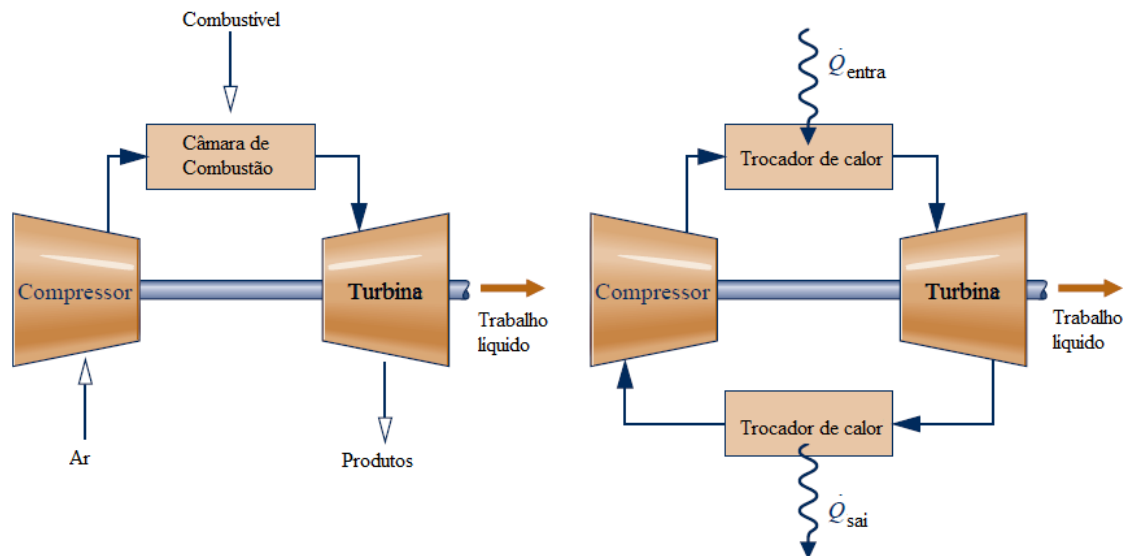 Combustível
Câmara de
Combustão
Compressor
Turbina
Trabalho
líquido
Ar
Produtos
Q̇entra
Trocador de calor
Compressor
Turbina
Trabalho
líquido
Trocador de calor
Q̇sai